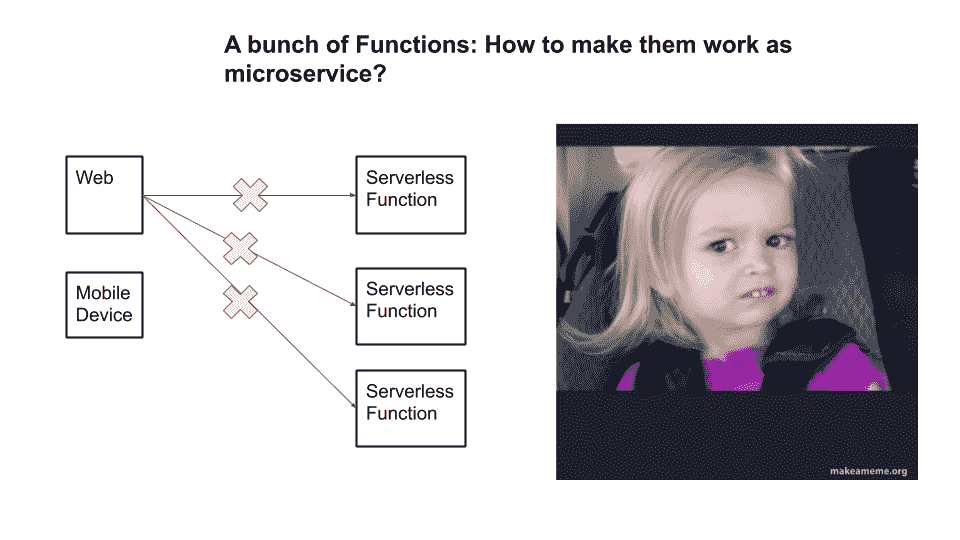 A bunch of Functions: How to make them work as
microservice?
Web
Serverless
Function
Mobile
Device
Serverless
Function
Serverless
Function
makeameme.org